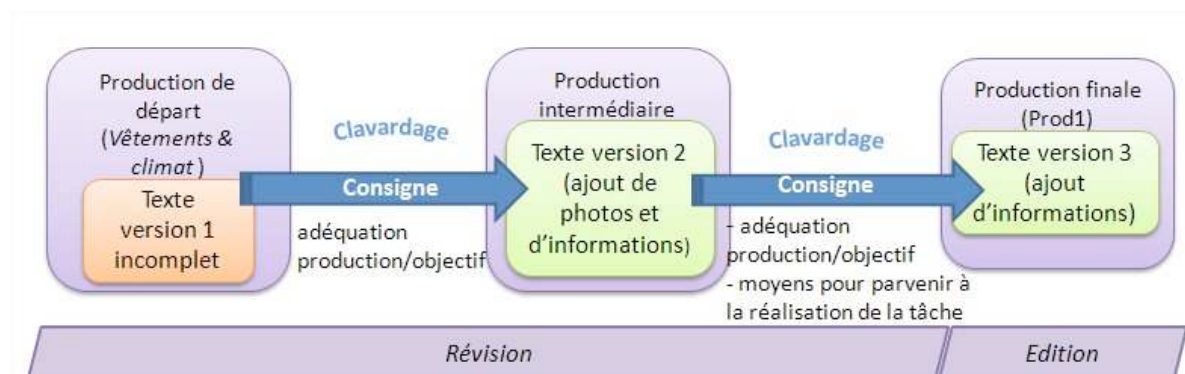 Production de
départ
(Vêtements &
climat )
Texte
version 1
incomplet
Clavardage
Consigne
adéquation
production/objectif
Production
intermédiaire
Texte version 2
(ajout de
photos et
d'informations)
Clavardage
Consigne
- adéquation
production/objectif
- moyens pour parvenir à
la réalisation de la tâche
Production finale
(Prod1)
Texte version 3
(ajout
d'informations)
Révision
Edition